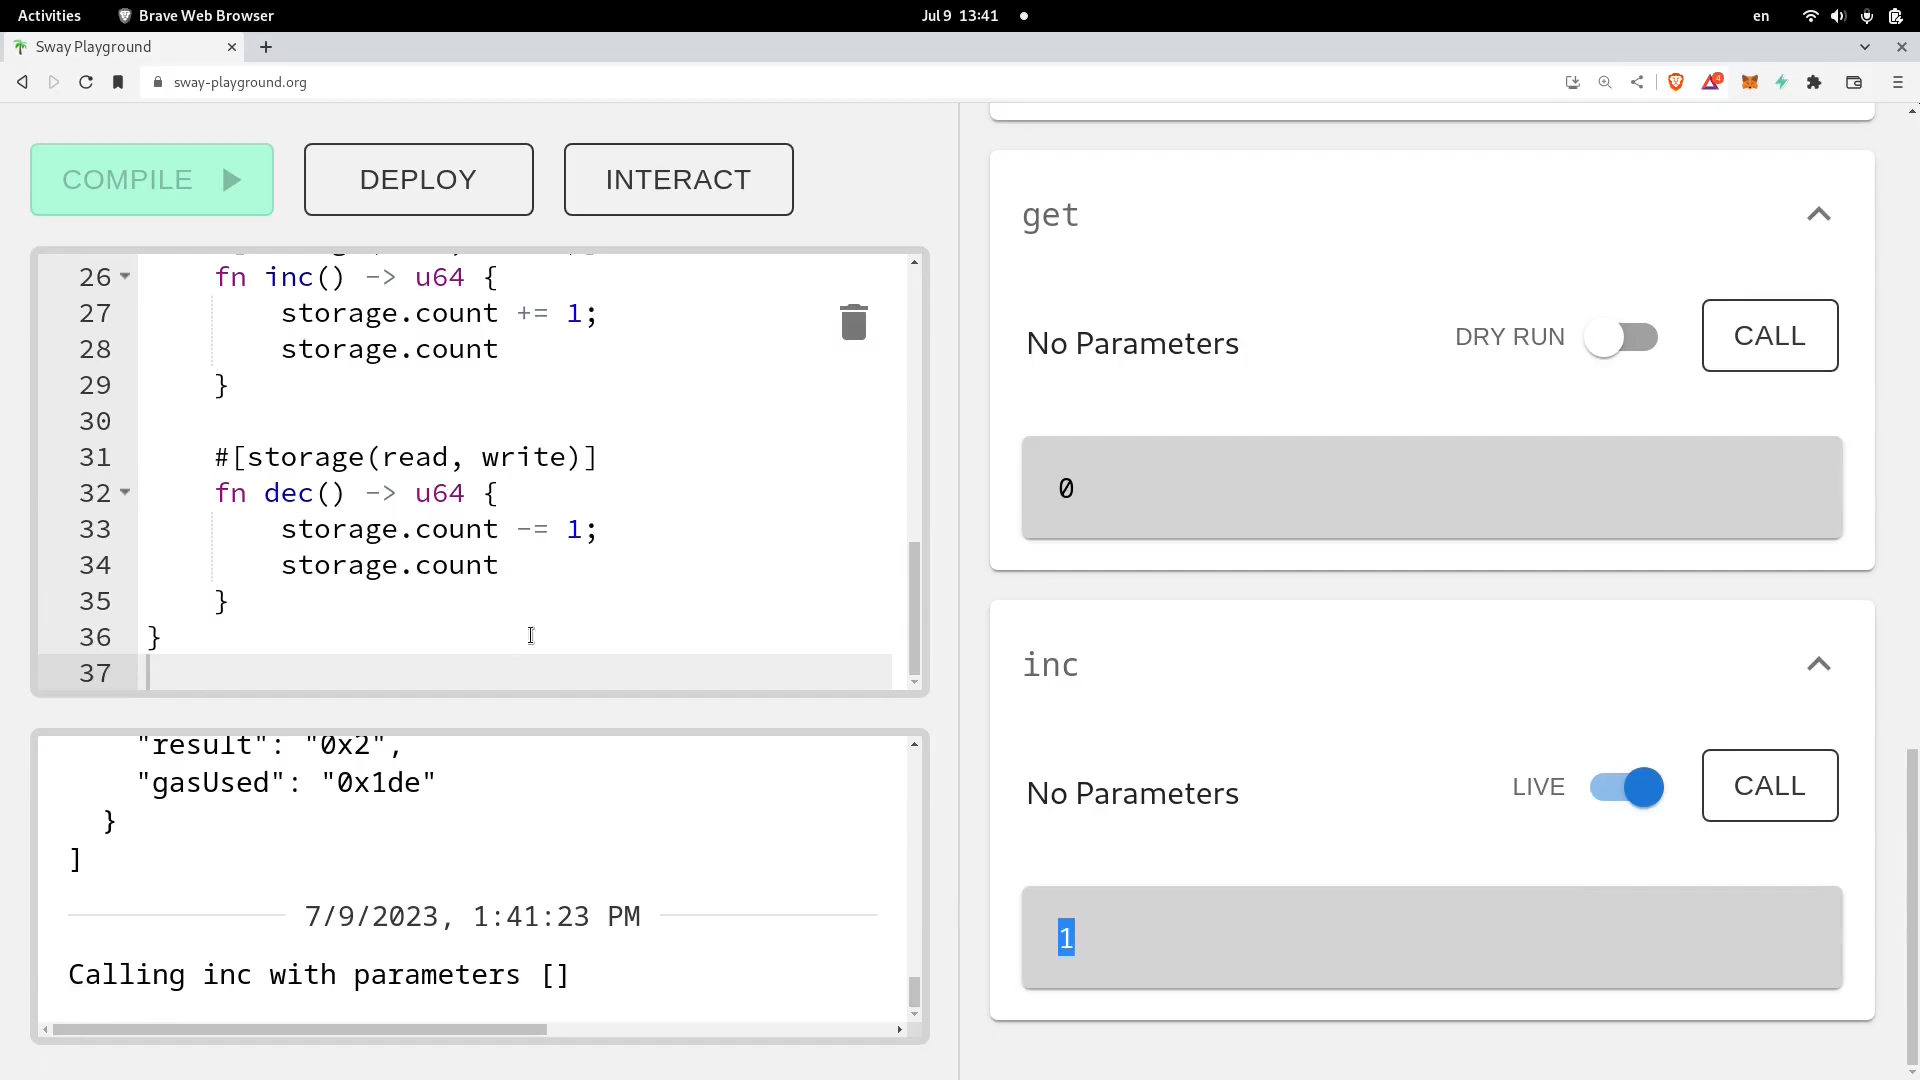 Activities
Brave Web Browser
Jul 9 13:41
en
Sway Playground
sway-playground.org
4
COMPILE
DEPLOY
INTERACT
26 fn inc() -> u64 {
27 storage.count += 1;
28 storage.count
29 }
30
31 #[storage(read, write)]
32 fn dec() -> u64 {
33 storage.count -= 1;
34 storage.count
35 }
36 }
37
"result": "0x2",
"gasUsed": "0x1de"
}
]
7/9/2023, 1:41:23 PM
Calling inc with parameters []
get
No Parameters
DRY RUN
CALL
0
inc
No Parameters
LIVE
CALL
1